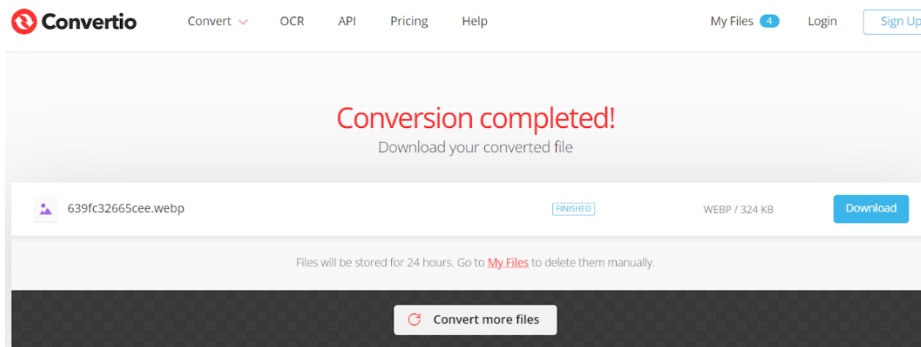 Convertio Convert OCR API Pricing Help My Files 4 Login Sign Up
Conversion completed!
Download your converted file
639fc32665cee.webp FINISHED WEBP / 324 KB Download
Files will be stored for 24 hours. Go to My Files to delete them manually.
Convert more files